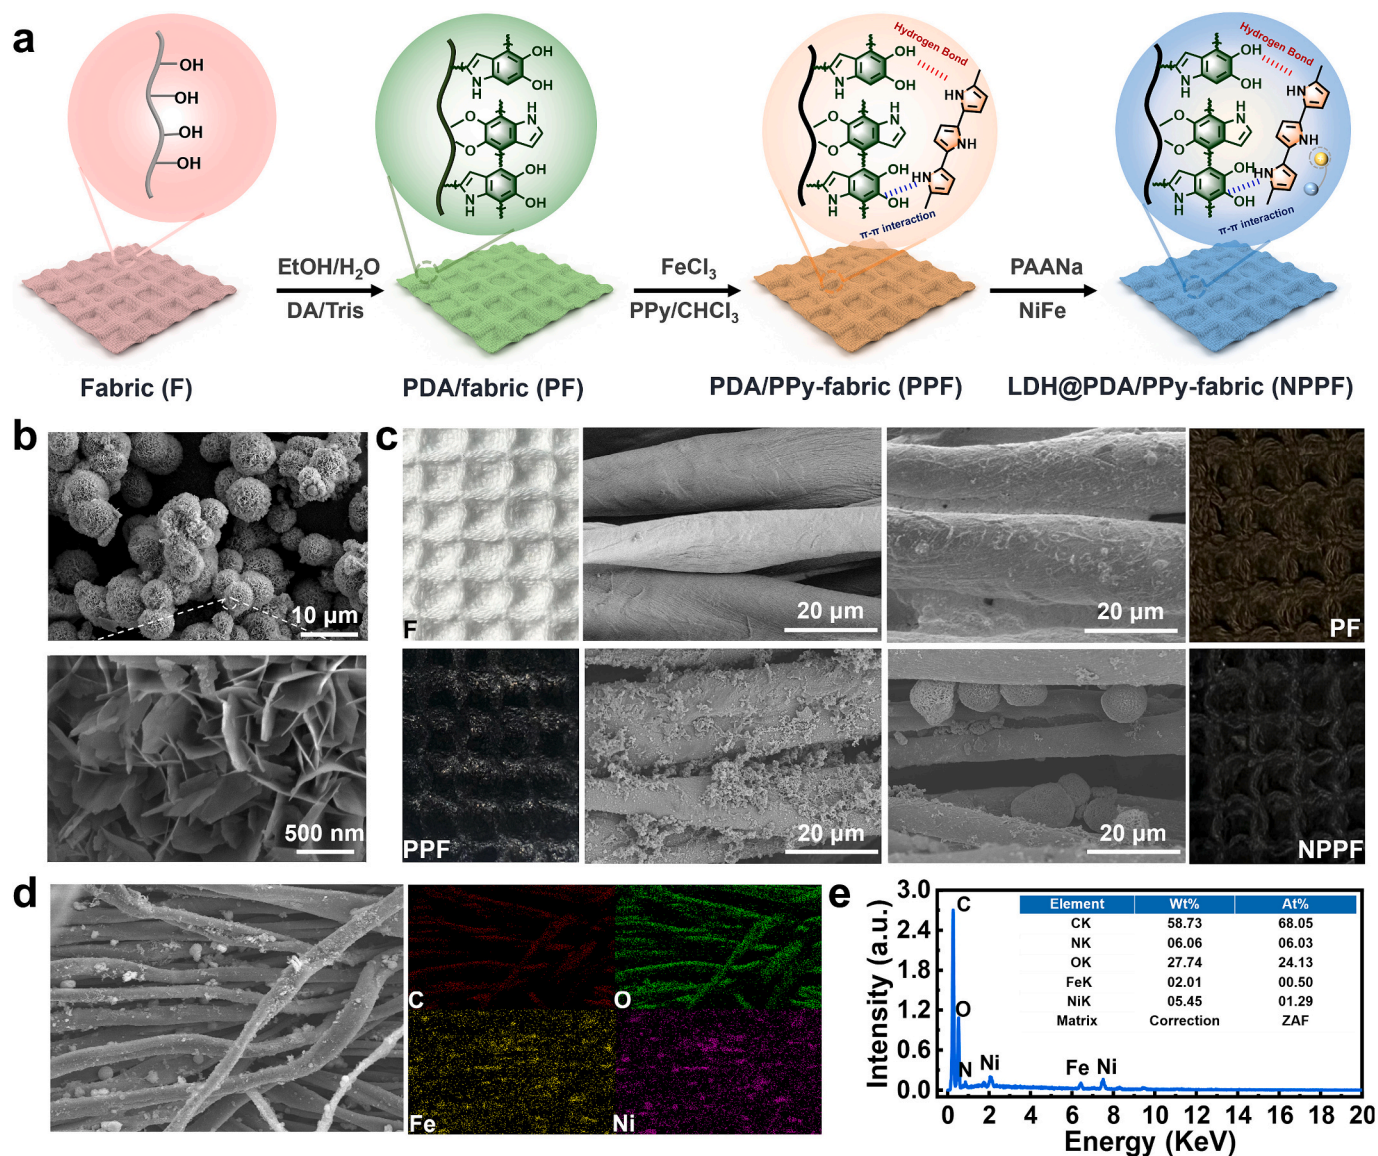 a
OH
OH
OH
OH
OH
OH
N
H
H
N
O
O
OH
OH
N
H
Hydrogen Bond
OH
OH
N
H
HN
H
N
O
O
NH
OH
HN
OH
N
H
π-π interaction
Hydrogen Bond
OH
OH
N
H
HN
H
N
O
O
NH
OH
HN
OH
N
H
π-π interaction
EtOH/H₂O
DA/Tris
FeCl₃
PPy/CHCl₃
PAANa
NiFe
Fabric (F)
PDA/fabric (PF)
PDA/PPy-fabric (PPF)
LDH@PDA/PPy-fabric (NPPF)
b
10 μm
500 nm
c
F
20 μm
20 μm
PF
PPF
20 μm
20 μm
NPPF
d
C
O
Fe
Ni
e
Intensity (a.u.)
3.0
2.4
1.8
1.2
0.6
0.0
C
O
N
Ni
Fe
Ni
Element Wt% At%
CK 58.73 68.05
NK 06.06 06.03
OK 27.74 24.13
FeK 02.01 00.50
NiK 05.45 01.29
Matrix Correction ZAF
0 2 4 6 8 10 12 14 16 18 20
Energy (KeV)